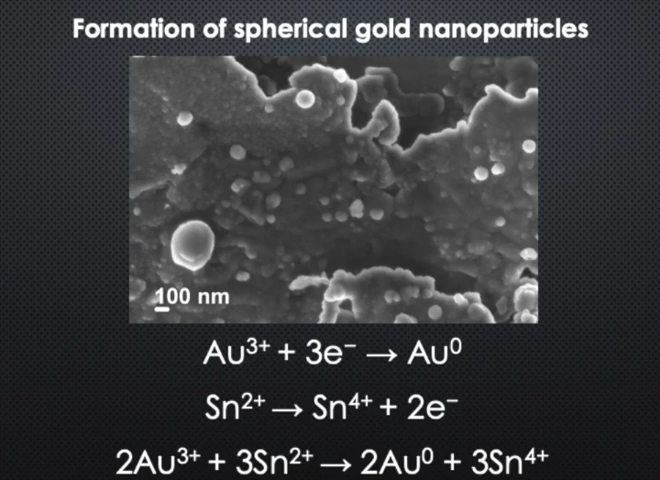 Formation of spherical gold nanoparticles
100 nm
Au³⁺ + 3e⁻ → Au⁰
Sn²⁺ → Sn⁴⁺ + 2e⁻
2Au³⁺ + 3Sn²⁺ → 2Au⁰ + 3Sn⁴⁺